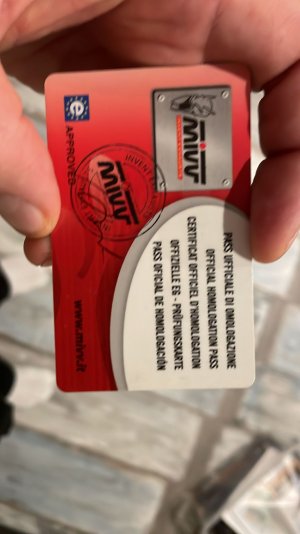 MIVV
MIVV
e
APPROVED
PASS UFFICIALE DI OMOLOGAZIONE
OFFICIAL HOMOLOGATION PASS
CERTIFICAT OFFICIEL D'HOMOLOGATION
OFFIZIELLE EG - PRÜFUNGSKARTE
PASS OFICIAL DE HOMOLOGACIÓN
www.mivv.it